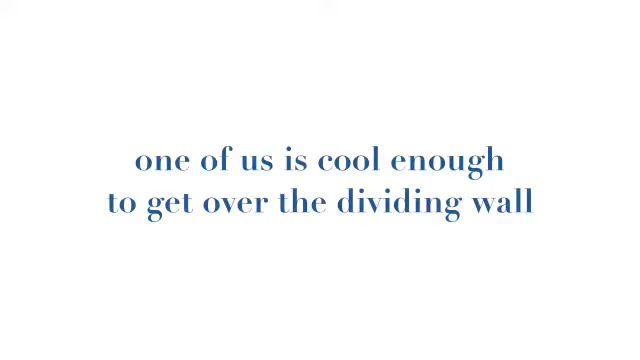 one of us is cool enough
to get over the dividing wall